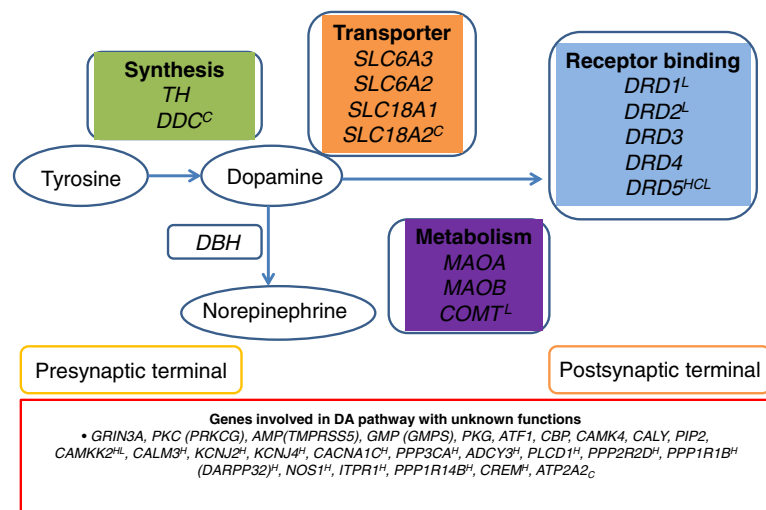 Synthesis
TH
DDC^C
Transporter
SLC6A3
SLC6A2
SLC18A1
SLC18A2^C
Receptor binding
DRD1^L
DRD2^L
DRD3
DRD4
DRD5^HCL
Tyrosine
Dopamine
DBH
Norepinephrine
Metabolism
MAOA
MAOB
COMT^L
Presynaptic terminal
Postsynaptic terminal
Genes involved in DA pathway with unknown functions
• GRIN3A, PKC (PRKCG), AMP(TMPRSS5), GMP (GMPS), PKG, ATF1, CBP, CAMK4, CALY, PIP2,
CAMKK2^HL, CALM3^H, KCNJ2^H, KCNJ4^H, CACNA1C^H, PPP3CA^H, ADCY3^H, PLCD1^H, PPP2R2D^H, PPP1R1B^H
(DARPP32)^H, NOS1^H, ITPR1^H, PPP1R14B^H, CREM^H, ATP2A2_C